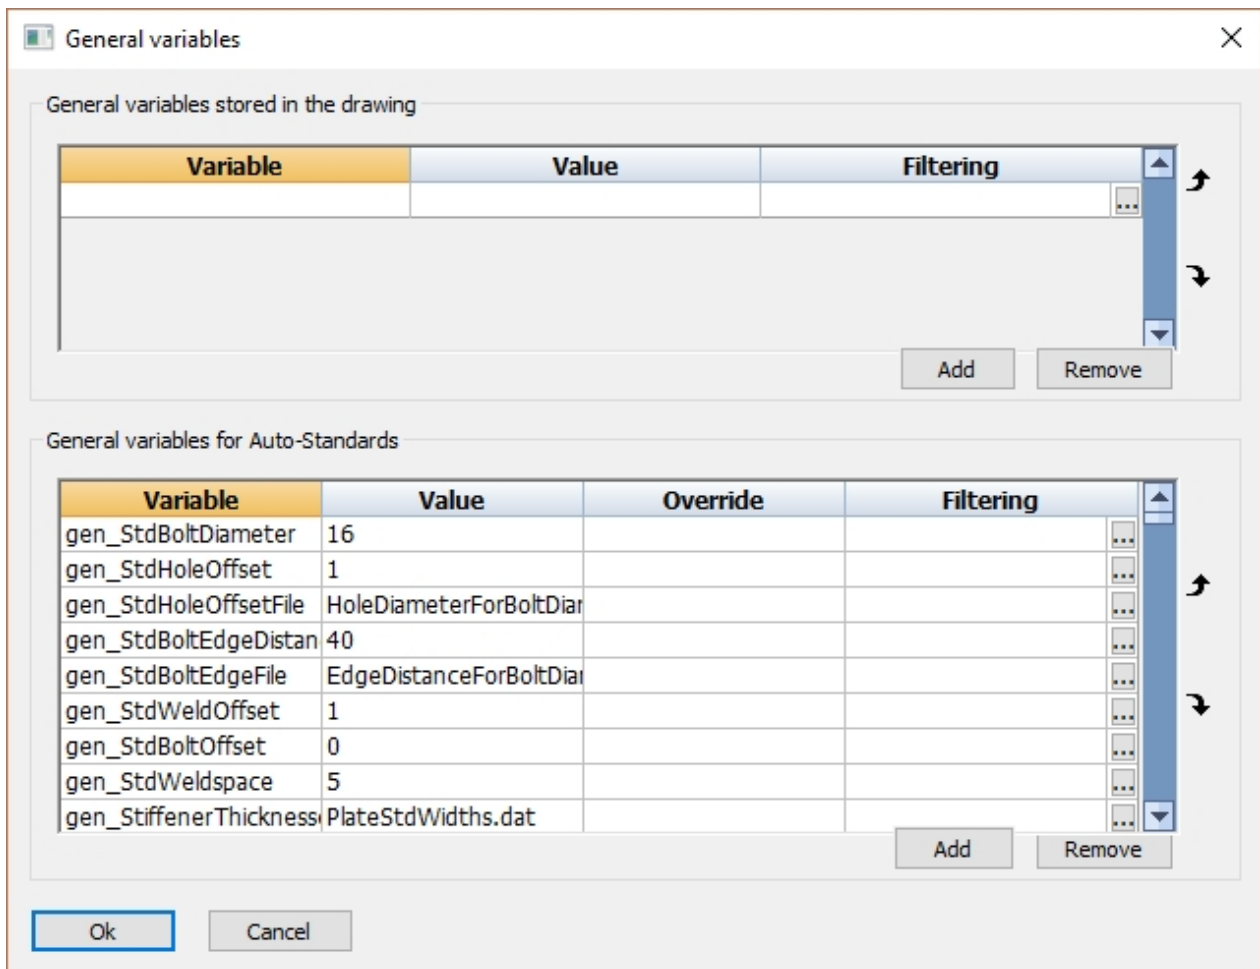 General variables
General variables stored in the drawing
Variable Value Filtering
...
Add Remove
General variables for Auto-Standards
Variable Value Override Filtering
gen_StdBoltDiameter 16 ...
gen_StdHoleOffset 1 ...
gen_StdHoleOffsetFile HoleDiameterForBoltDiar ...
gen_StdBoltEdgeDistan 40 ...
gen_StdBoltEdgeFile EdgeDistanceForBoltDiar ...
gen_StdWeldOffset 1 ...
gen_StdBoltOffset 0 ...
gen_StdWeldspace 5 ...
gen_StiffenerThicknesse PlateStdWidths.dat ...
Add Remove
Ok Cancel